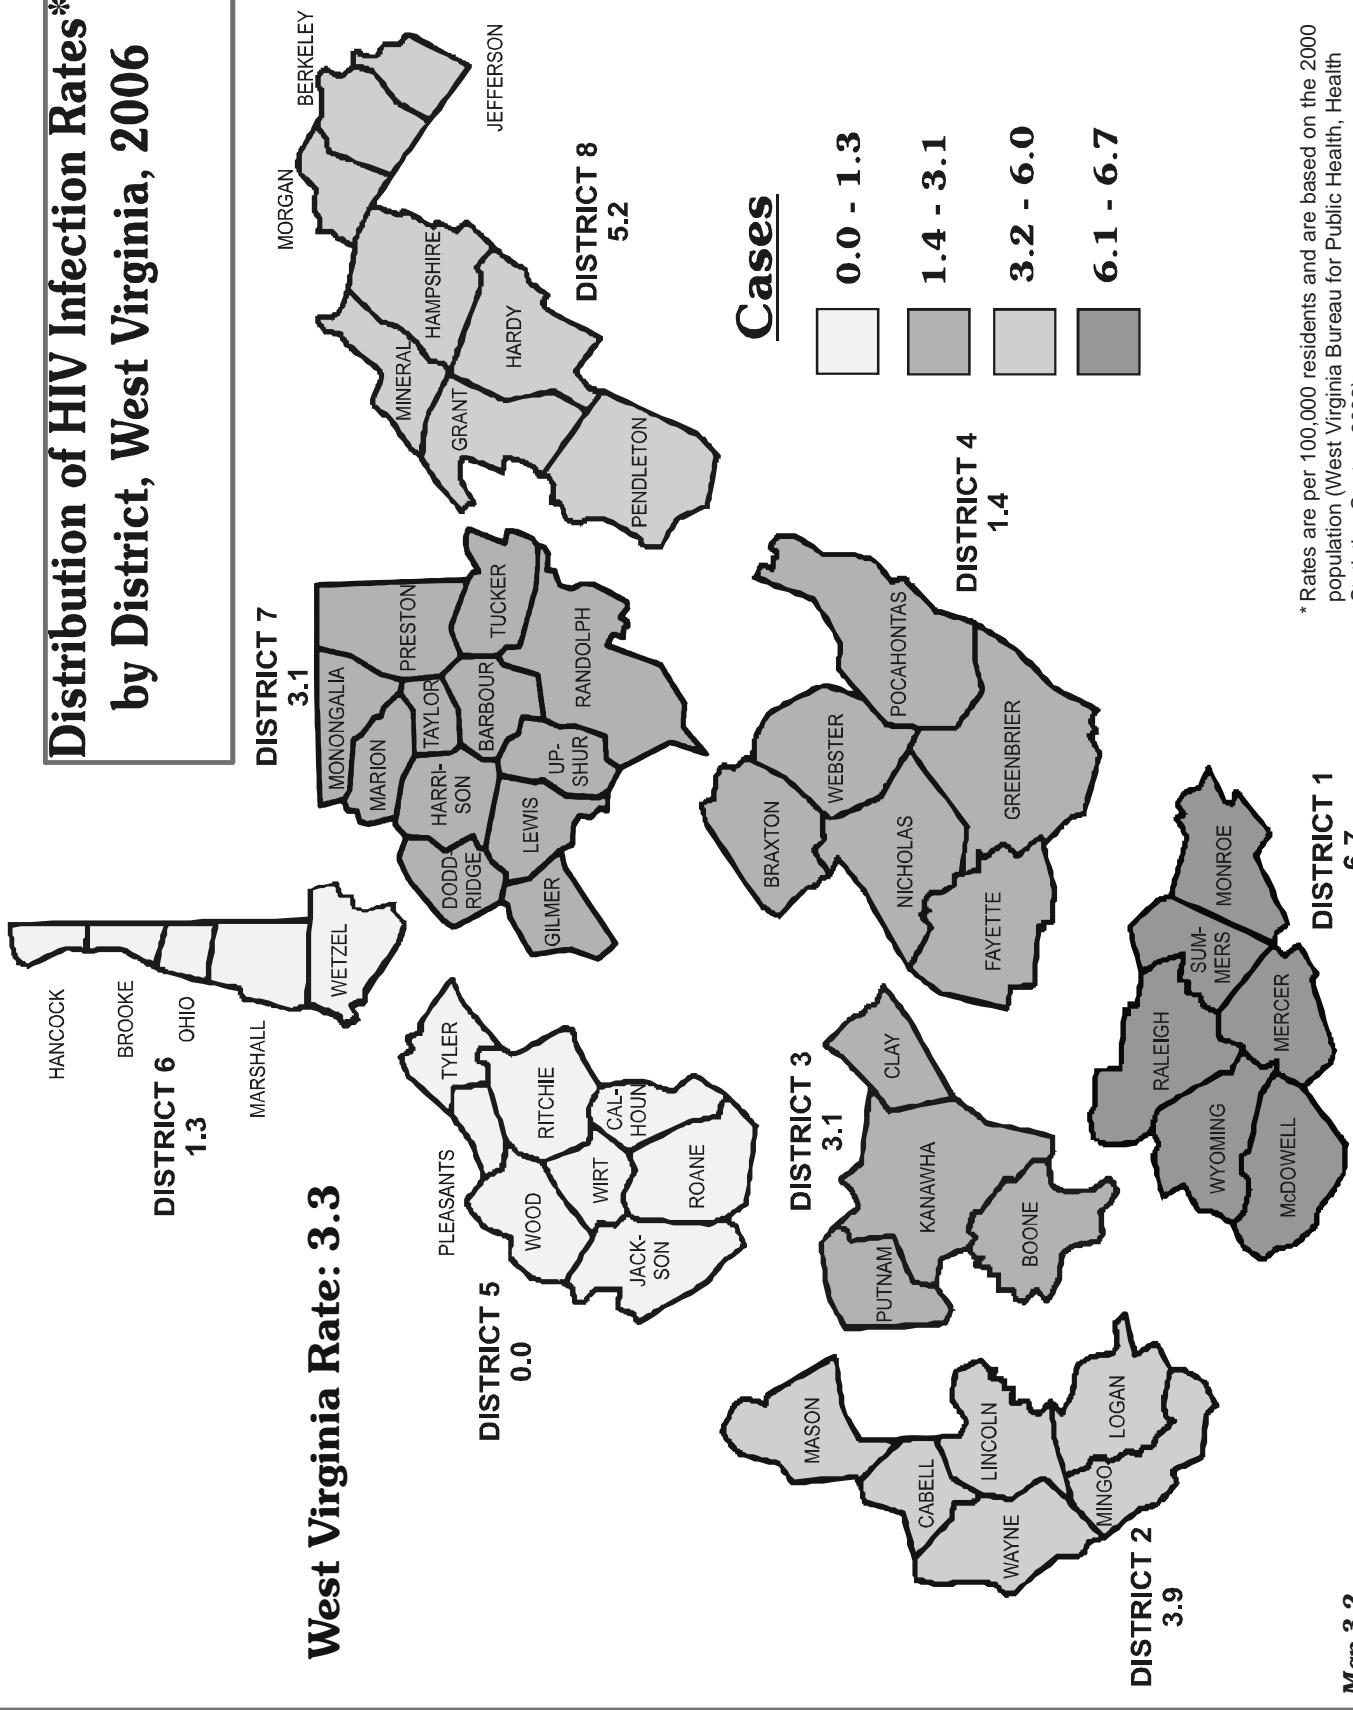 Distribution of HIV Infection Rates*
by District, West Virginia, 2006
West Virginia Rate: 3.3
HANCOCK
BROOKE
OHIO
MARSHALL
WETZEL
DISTRICT 6
1.3
TYLER
PLEASANTS
RITCHIE
WOOD
WIRT
CAL-
HOUN
ROANE
JACK-
SON
DISTRICT 5
0.0
DISTRICT 7
3.1
MONONGALIA
PRESTON
MARION
TAYLOR
TUCKER
BARBOUR
HARRI-
SON
DODD-
RIDGE
LEWIS
UP-
SHUR
RANDOLPH
GILMER
MORGAN
BERKELEY
JEFFERSON
HAMPSHIRE
MINERAL
GRANT
HARDY
PENDLETON
DISTRICT 8
5.2
DISTRICT 3
3.1
CLAY
KANAWHA
PUTNAM
BOONE
BRAXTON
WEBSTER
NICHOLAS
POCAHONTAS
GREENBRIER
FAYETTE
DISTRICT 4
1.4
MASON
CABELL
LINCOLN
WAYNE
LOGAN
MINGO
DISTRICT 2
3.9
RALEIGH
SUM-
MERS
MONROE
MERCER
WYOMING
McDOWELL
DISTRICT 1
6.7
Cases
0.0 - 1.3
1.4 - 3.1
3.2 - 6.0
6.1 - 6.7
* Rates are per 100,000 residents and are based on the 2000
population (West Virginia Bureau for Public Health, Health